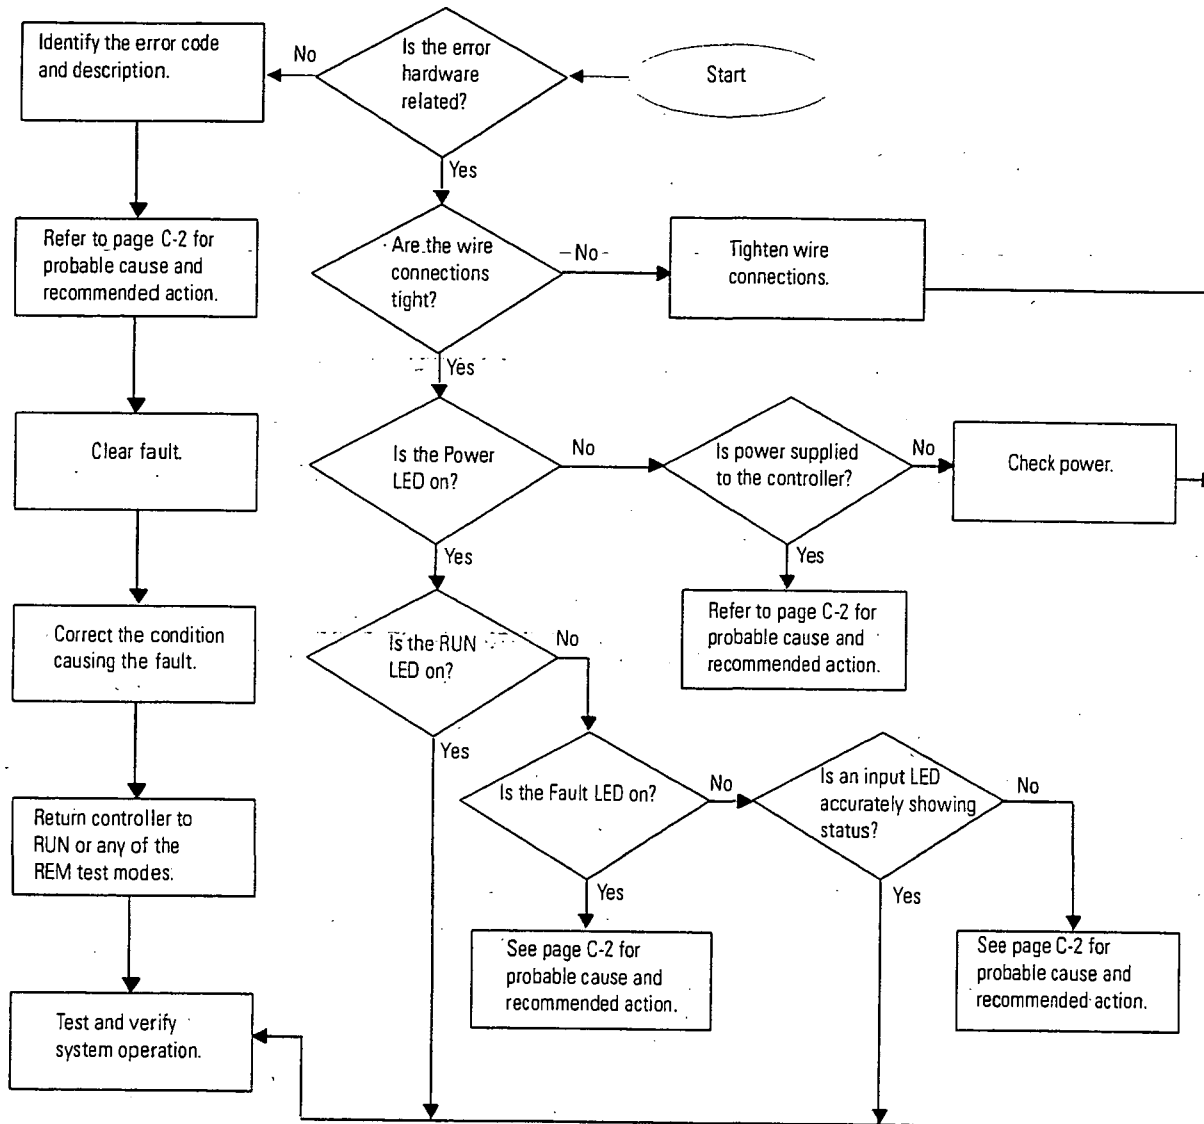 Start
Is the error
hardware
related?
No
Identify the error code
and description.
Yes
Refer to page C-2 for
probable cause and
recommended action.
Are the wire
connections
tight?
No
Tighten wire
connections.
Yes
Clear fault.
Is the Power
LED on?
No
Is power supplied
to the controller?
No
Check power.
Yes
Yes
Refer to page C-2 for
probable cause and
recommended action.
Correct the condition
causing the fault.
Is the RUN
LED on?
No
Yes
Return controller to
RUN or any of the
REM test modes.
Is the Fault LED on?
No
Is an input LED
accurately showing
status?
No
Yes
Yes
See page C-2 for
probable cause and
recommended action.
See page C-2 for
probable cause and
recommended action.
Test and verify
system operation.